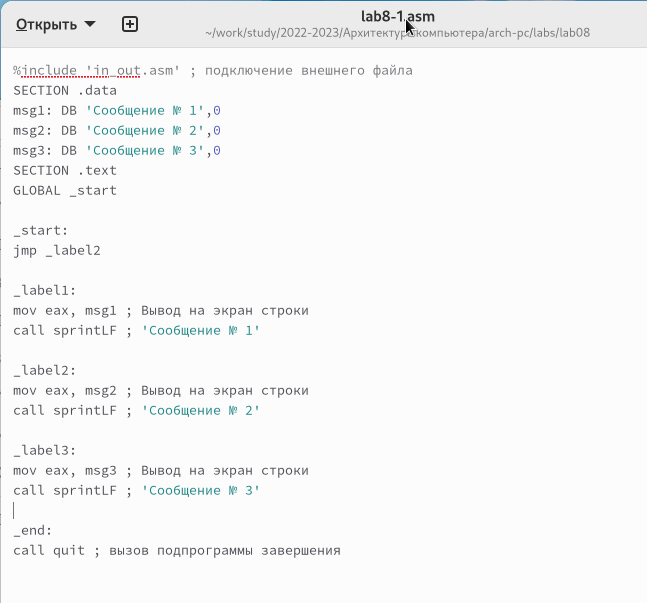 Открыть
lab8-1.asm
~/work/study/2022-2023/Архитектура компьютера/arch-pc/labs/lab08
%include 'in_out.asm' ; подключение внешнего файла
SECTION .data
msg1: DB 'Сообщение № 1',0
msg2: DB 'Сообщение № 2',0
msg3: DB 'Сообщение № 3',0
SECTION .text
GLOBAL _start
_start:
jmp _label2
_label1:
mov eax, msg1 ; Вывод на экран строки
call sprintLF ; 'Сообщение № 1'
_label2:
mov eax, msg2 ; Вывод на экран строки
call sprintLF ; 'Сообщение № 2'
_label3:
mov eax, msg3 ; Вывод на экран строки
call sprintLF ; 'Сообщение № 3'
_end:
call quit ; вызов подпрограммы завершения